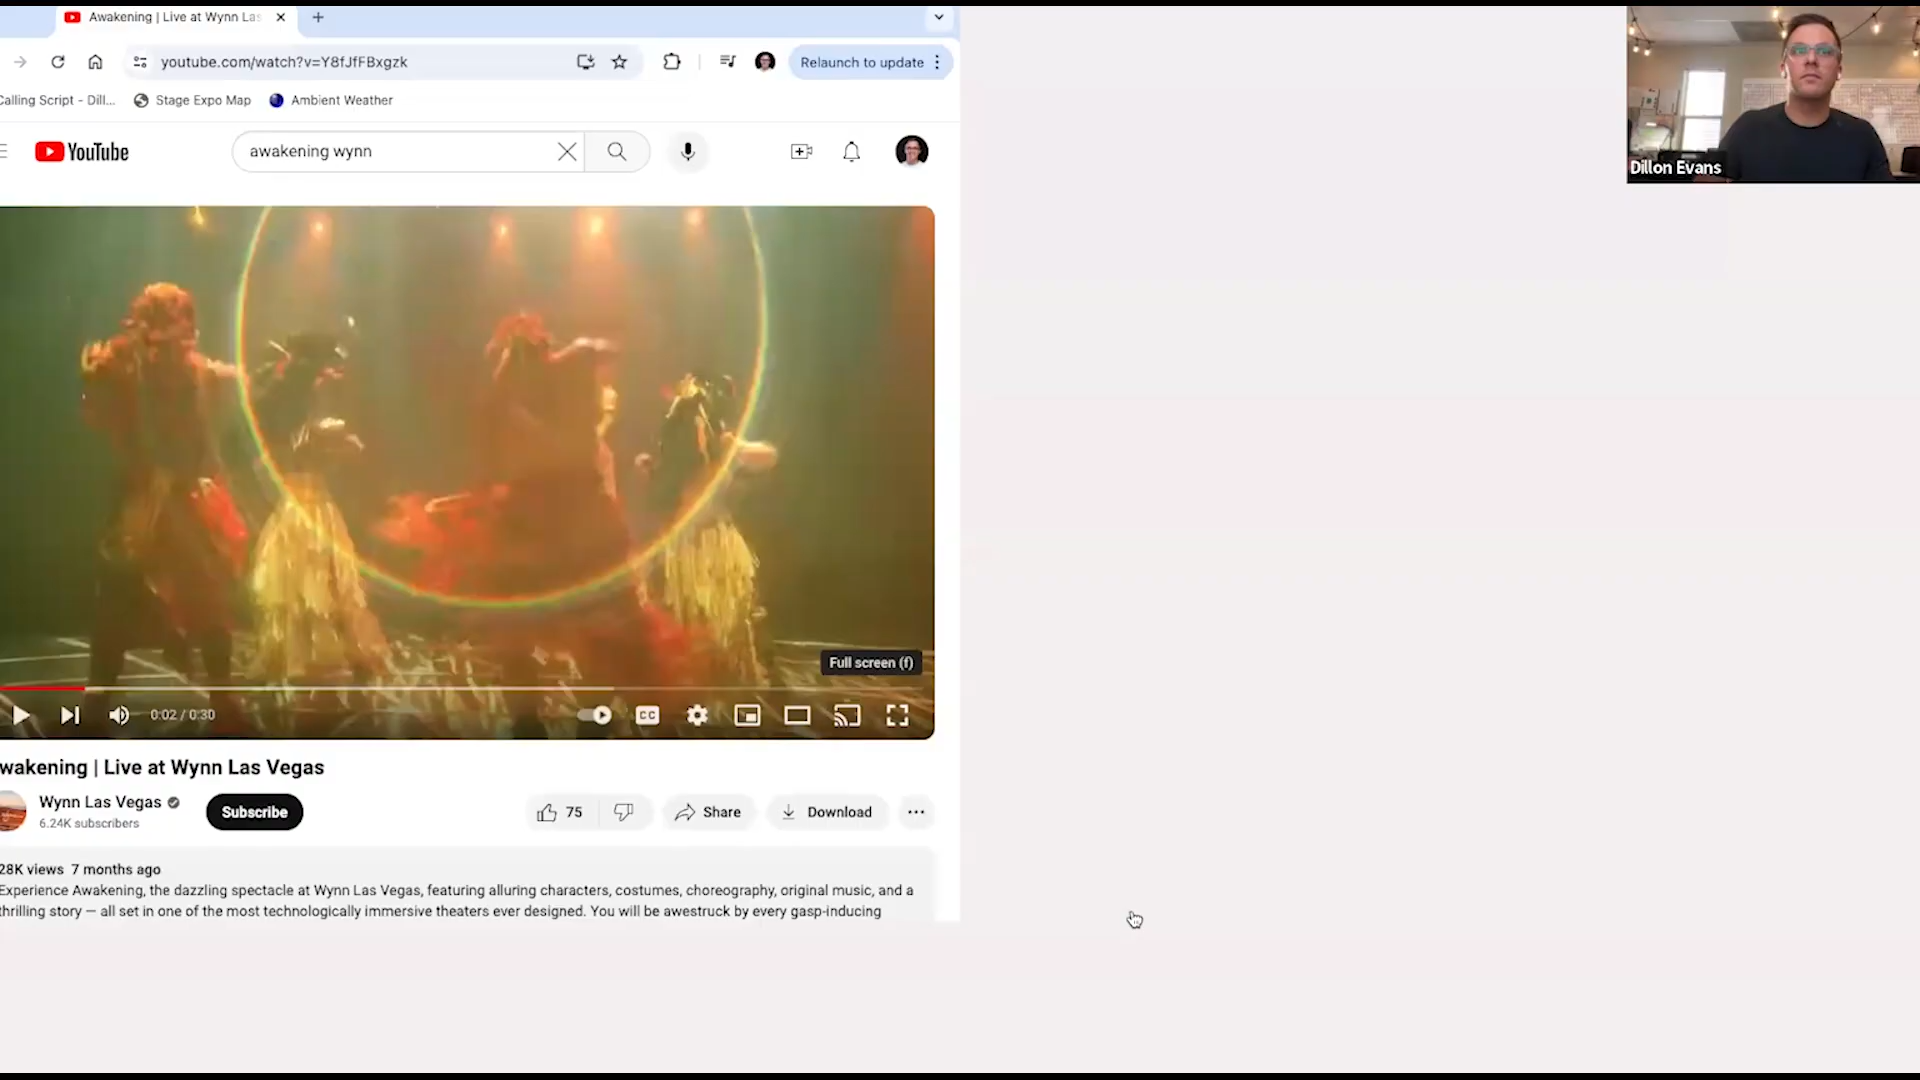 Awakening | Live at Wynn Las
youtube.com/watch?v=Y8fJfFBxgzk
Relaunch to update
Calling Script - Dill...
Stage Expo Map
Ambient Weather
YouTube
awakening wynn
Dillon Evans
Full screen (f)
0:02 / 0:30
CC
wakening | Live at Wynn Las Vegas
Wynn Las Vegas
6.24K subscribers
Subscribe
75
Share
Download
28K views 7 months ago
Experience Awakening, the dazzling spectacle at Wynn Las Vegas, featuring alluring characters, costumes, choreography, original music, and a
thrilling story — all set in one of the most technologically immersive theaters ever designed. You will be awestruck by every gasp-inducing